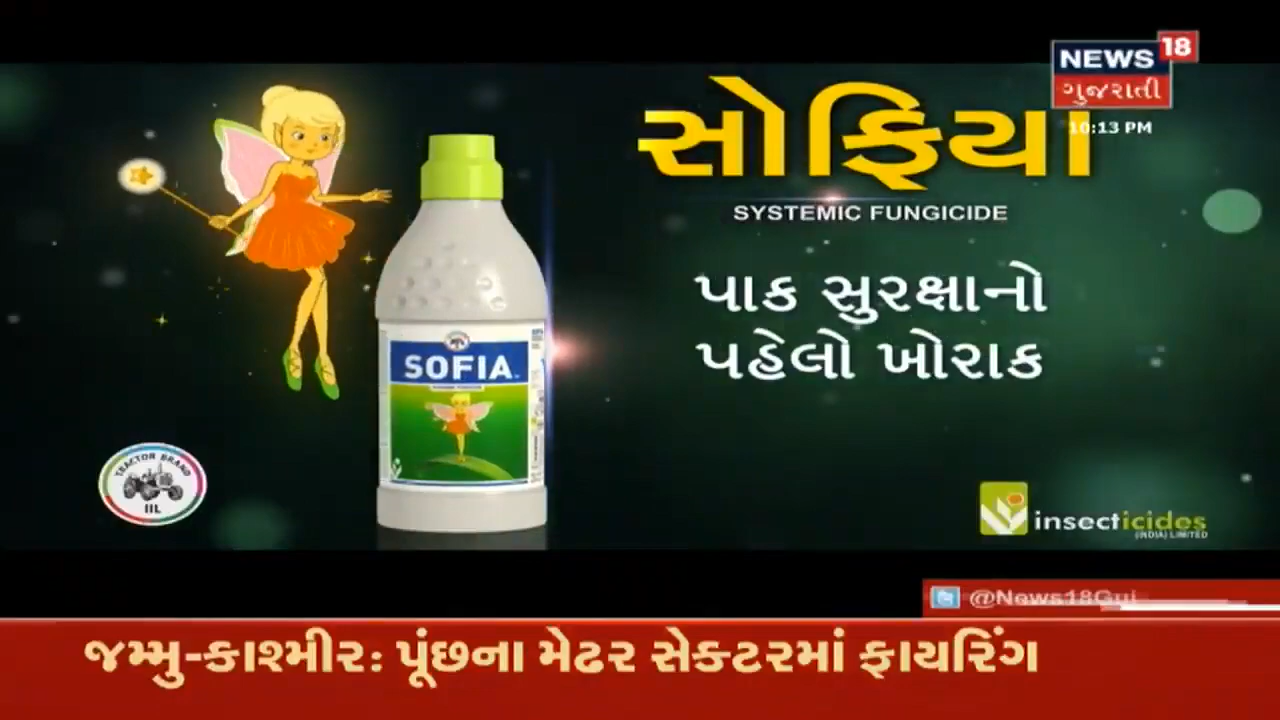 NEWS 18
ગુજરાતી
10:13 PM
સોફિયા
SYSTEMIC FUNGICIDE
પાક સુરક્ષાનો
પહેલો ખોરાક
SOFIA
TRACTOR BRAND
IIL
insecticides
(INDIA) LIMITED
@News18Guj
જમ્મુ-કાશ્મીર: પૂંછના મેઢર સેક્ટરમાં ફાયરિંગ